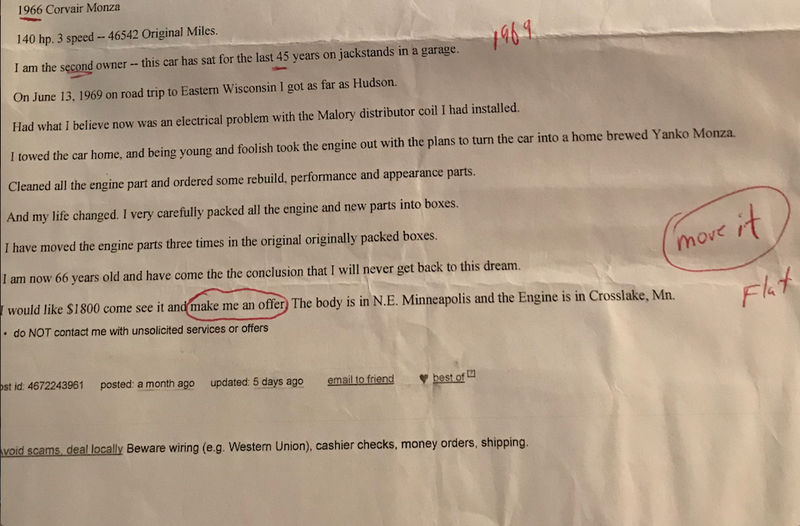 1966 Corvair Monza
140 hp. 3 speed -- 46542 Original Miles.
1969
I am the second owner -- this car has sat for the last 45 years on jackstands in a garage.
On June 13, 1969 on road trip to Eastern Wisconsin I got as far as Hudson.
Had what I believe now was an electrical problem with the Malory distributor coil I had installed.
I towed the car home, and being young and foolish took the engine out with the plans to turn the car into a home brewed Yanko Monza.
Cleaned all the engine part and ordered some rebuild, performance and appearance parts.
And my life changed. I very carefully packed all the engine and new parts into boxes.
move it
I have moved the engine parts three times in the original originally packed boxes.
I am now 66 years old and have come the the conclusion that I will never get back to this dream.
Flat
I would like $1800 come see it and make me an offer. The body is in N.E. Minneapolis and the Engine is in Crosslake, Mn.
• do NOT contact me with unsolicited services or offers
ost id: 4672243961 posted: a month ago updated: 5 days ago email to friend ♥ best of [?]
void scams, deal locally Beware wiring (e.g. Western Union), cashier checks, money orders, shipping.